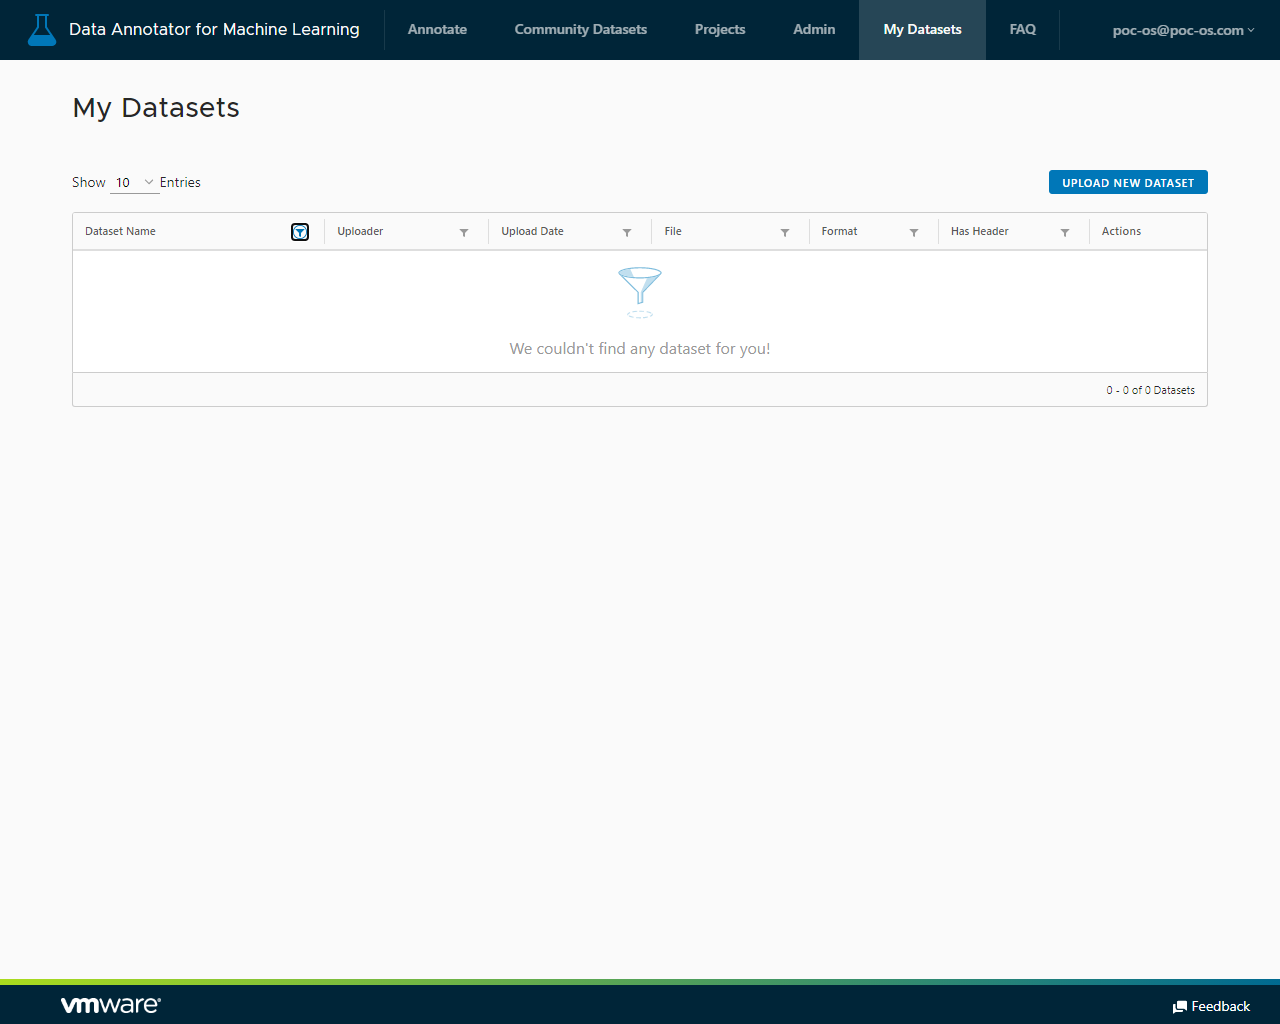 Data Annotator for Machine Learning
Annotate
Community Datasets
Projects
Admin
My Datasets
FAQ
poc-os@poc-os.com
My Datasets
Show 10 Entries
UPLOAD NEW DATASET
Dataset Name
Uploader
Upload Date
File
Format
Has Header
Actions
We couldn't find any dataset for you!
0 - 0 of 0 Datasets
vmware®
Feedback